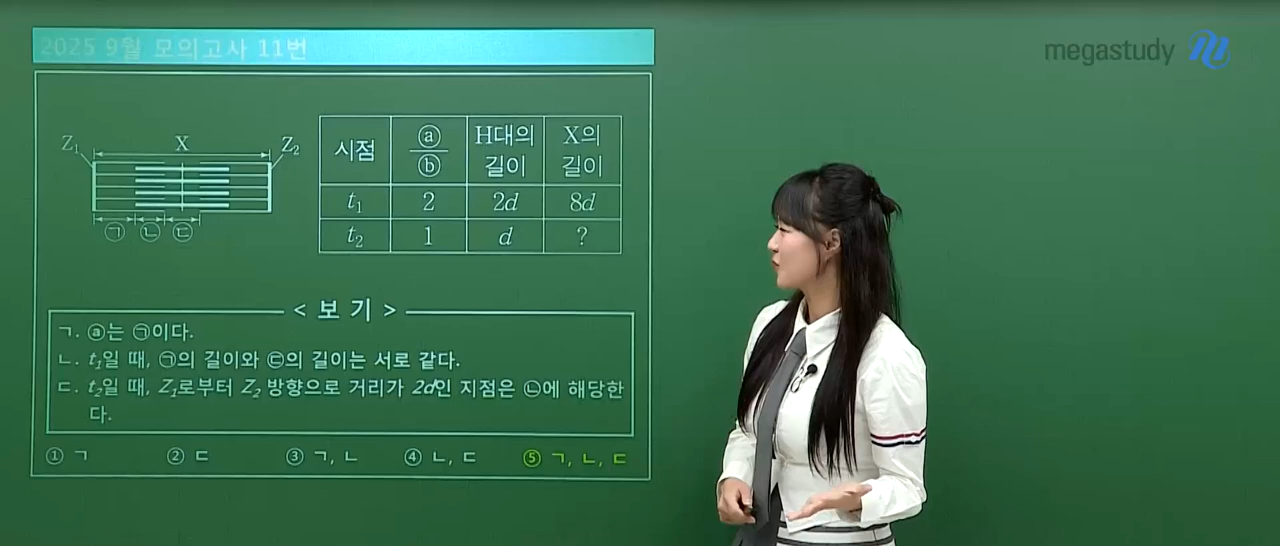 2025 9월 모의고사 11번
megastudy
Z1 X Z2
㉠ ㉡ ㉢
시점 ⓐ/ⓑ H대의 길이 X의 길이
t1 2 2d 8d
t2 1 d ?
< 보 기 >
ㄱ. ⓐ는 ㉠이다.
ㄴ. t1일 때, ㉠의 길이와 ㉢의 길이는 서로 같다.
ㄷ. t2일 때, Z1로부터 Z2 방향으로 거리가 2d인 지점은 ㉡에 해당한
다.
① ㄱ ② ㄷ ③ ㄱ, ㄴ ④ ㄴ, ㄷ ⑤ ㄱ, ㄴ, ㄷ